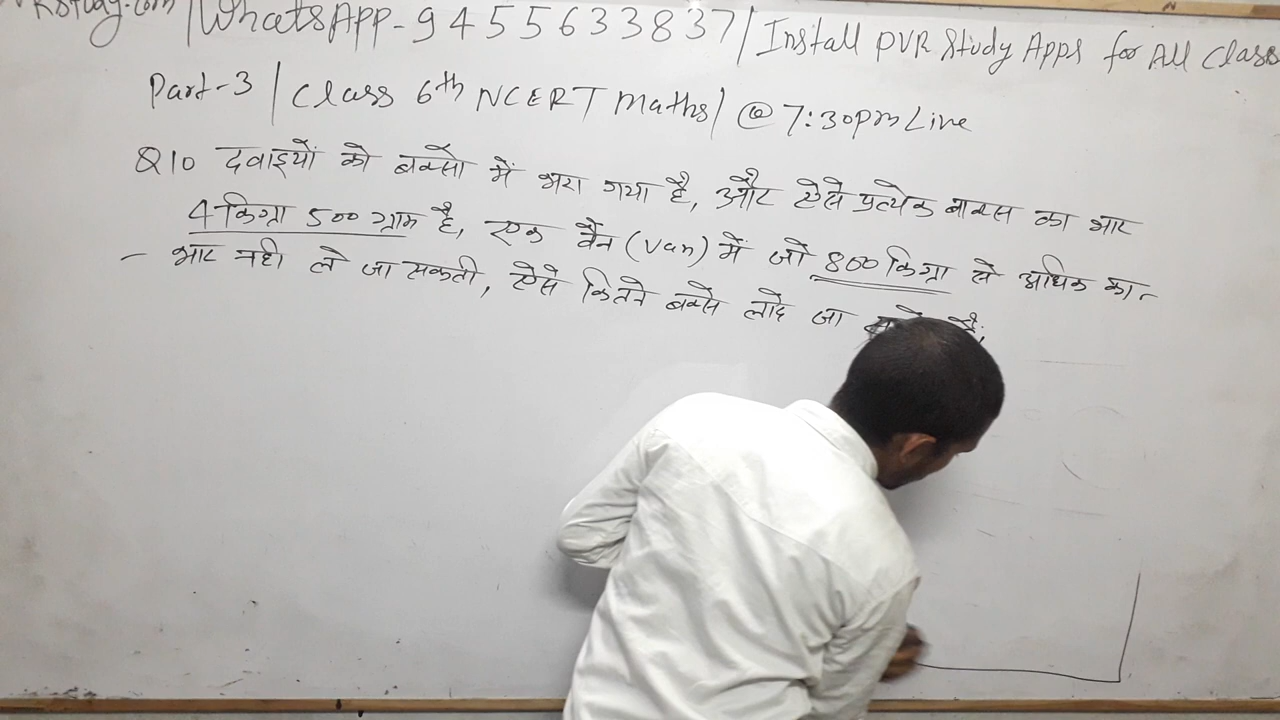 rstudy.com |WhatsApp-9455633837| Install PVR Study Apps for All Class
Part-3 | Class 6th NCERT Maths| @ 7:30pm Live
Q10 दवाइयों को बक्सो में भरा गया है, और ऐसे प्रत्येक बाक्स का भार
4 किग्रा 500 ग्राम है, एक वैन (Van) में जो 800 किग्रा से अधिक का-
- भार नही ले जा सकती, ऐसे कितने बक्से लादे जा